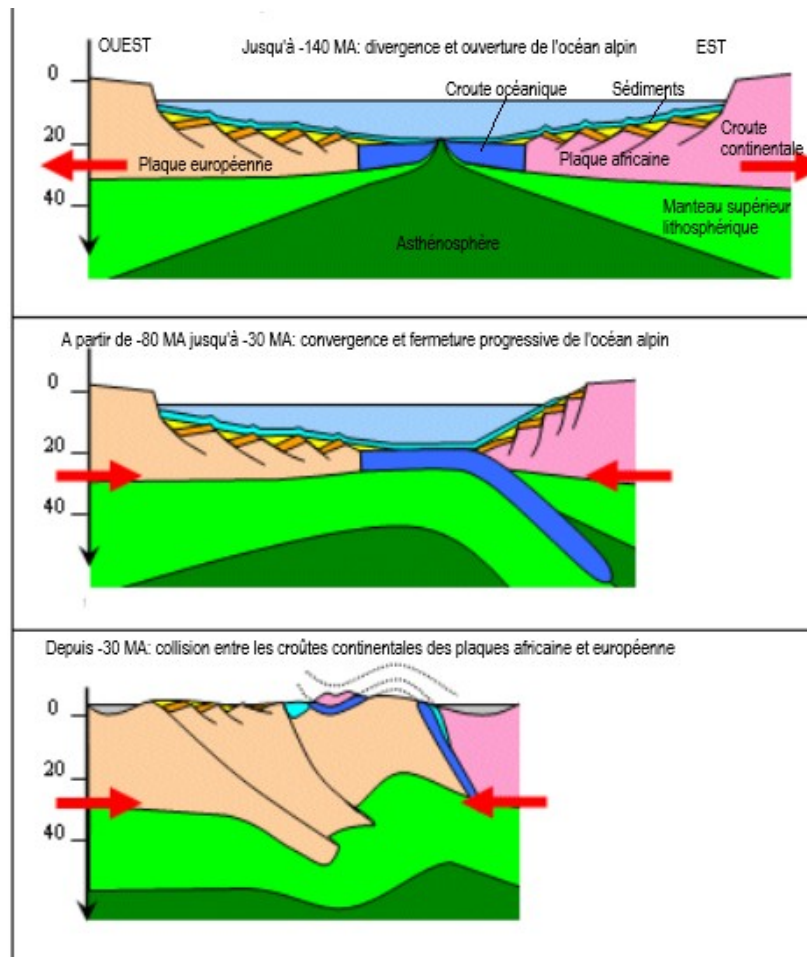 Jusqu'à -140 MA: divergence et ouverture de l'océan alpin
OUEST
EST
Croute océanique
Sédiments
Croute
continentale
Plaque européenne
Plaque africaine
Manteau supérieur
lithosphérique
Asthénosphère
0
20
40
A partir de -80 MA jusqu'à -30 MA: convergence et fermeture progressive de l'océan alpin
0
20
40
Depuis -30 MA: collision entre les croûtes continentales des plaques africaine et européenne
0
20
40